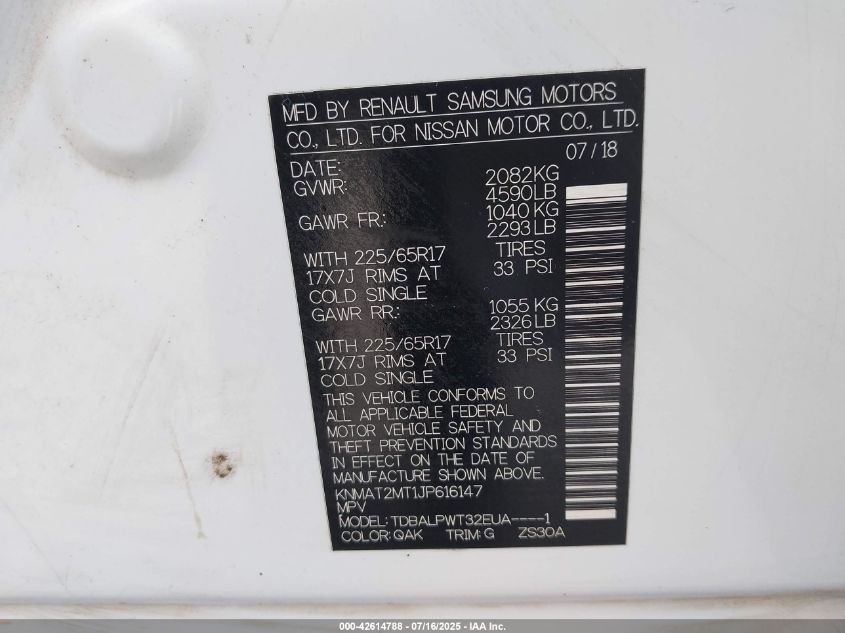 MFD BY RENAULT SAMSUNG MOTORS
CO., LTD. FOR NISSAN MOTOR CO., LTD.
DATE: 07/18
GVWR: 2082KG
4590LB
GAWR FR.: 1040 KG
2293 LB
WITH 225/65R17 TIRES
17X7J RIMS AT 33 PSI
COLD SINGLE
GAWR RR.: 1055 KG
2326 LB
WITH 225/65R17 TIRES
17X7J RIMS AT 33 PSI
COLD SINGLE
THIS VEHICLE CONFORMS TO
ALL APPLICABLE FEDERAL
MOTOR VEHICLE SAFETY AND
THEFT PREVENTION STANDARDS
IN EFFECT ON THE DATE OF
MANUFACTURE SHOWN ABOVE.
KNMAT2MT1JP616147
MPV
MODEL: TDBALPWT32EUA----1
COLOR: QAK TRIM: G ZS30A
000-42614788 - 07/16/2025 - IAA Inc.